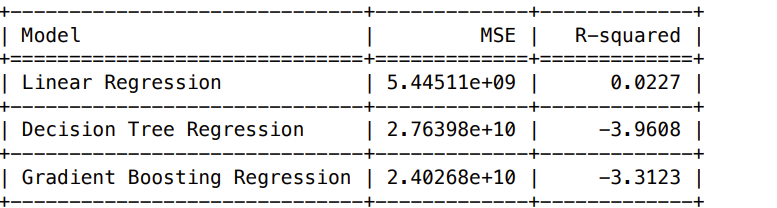 +------------------------------+-------------+-------------+
| Model                        |         MSE |   R-squared |
+==============================+=============+=============+
| Linear Regression            | 5.44511e+09 |      0.0227 |
+------------------------------+-------------+-------------+
| Decision Tree Regression     | 2.76398e+10 |     -3.9608 |
+------------------------------+-------------+-------------+
| Gradient Boosting Regression | 2.40268e+10 |     -3.3123 |
+------------------------------+-------------+-------------+